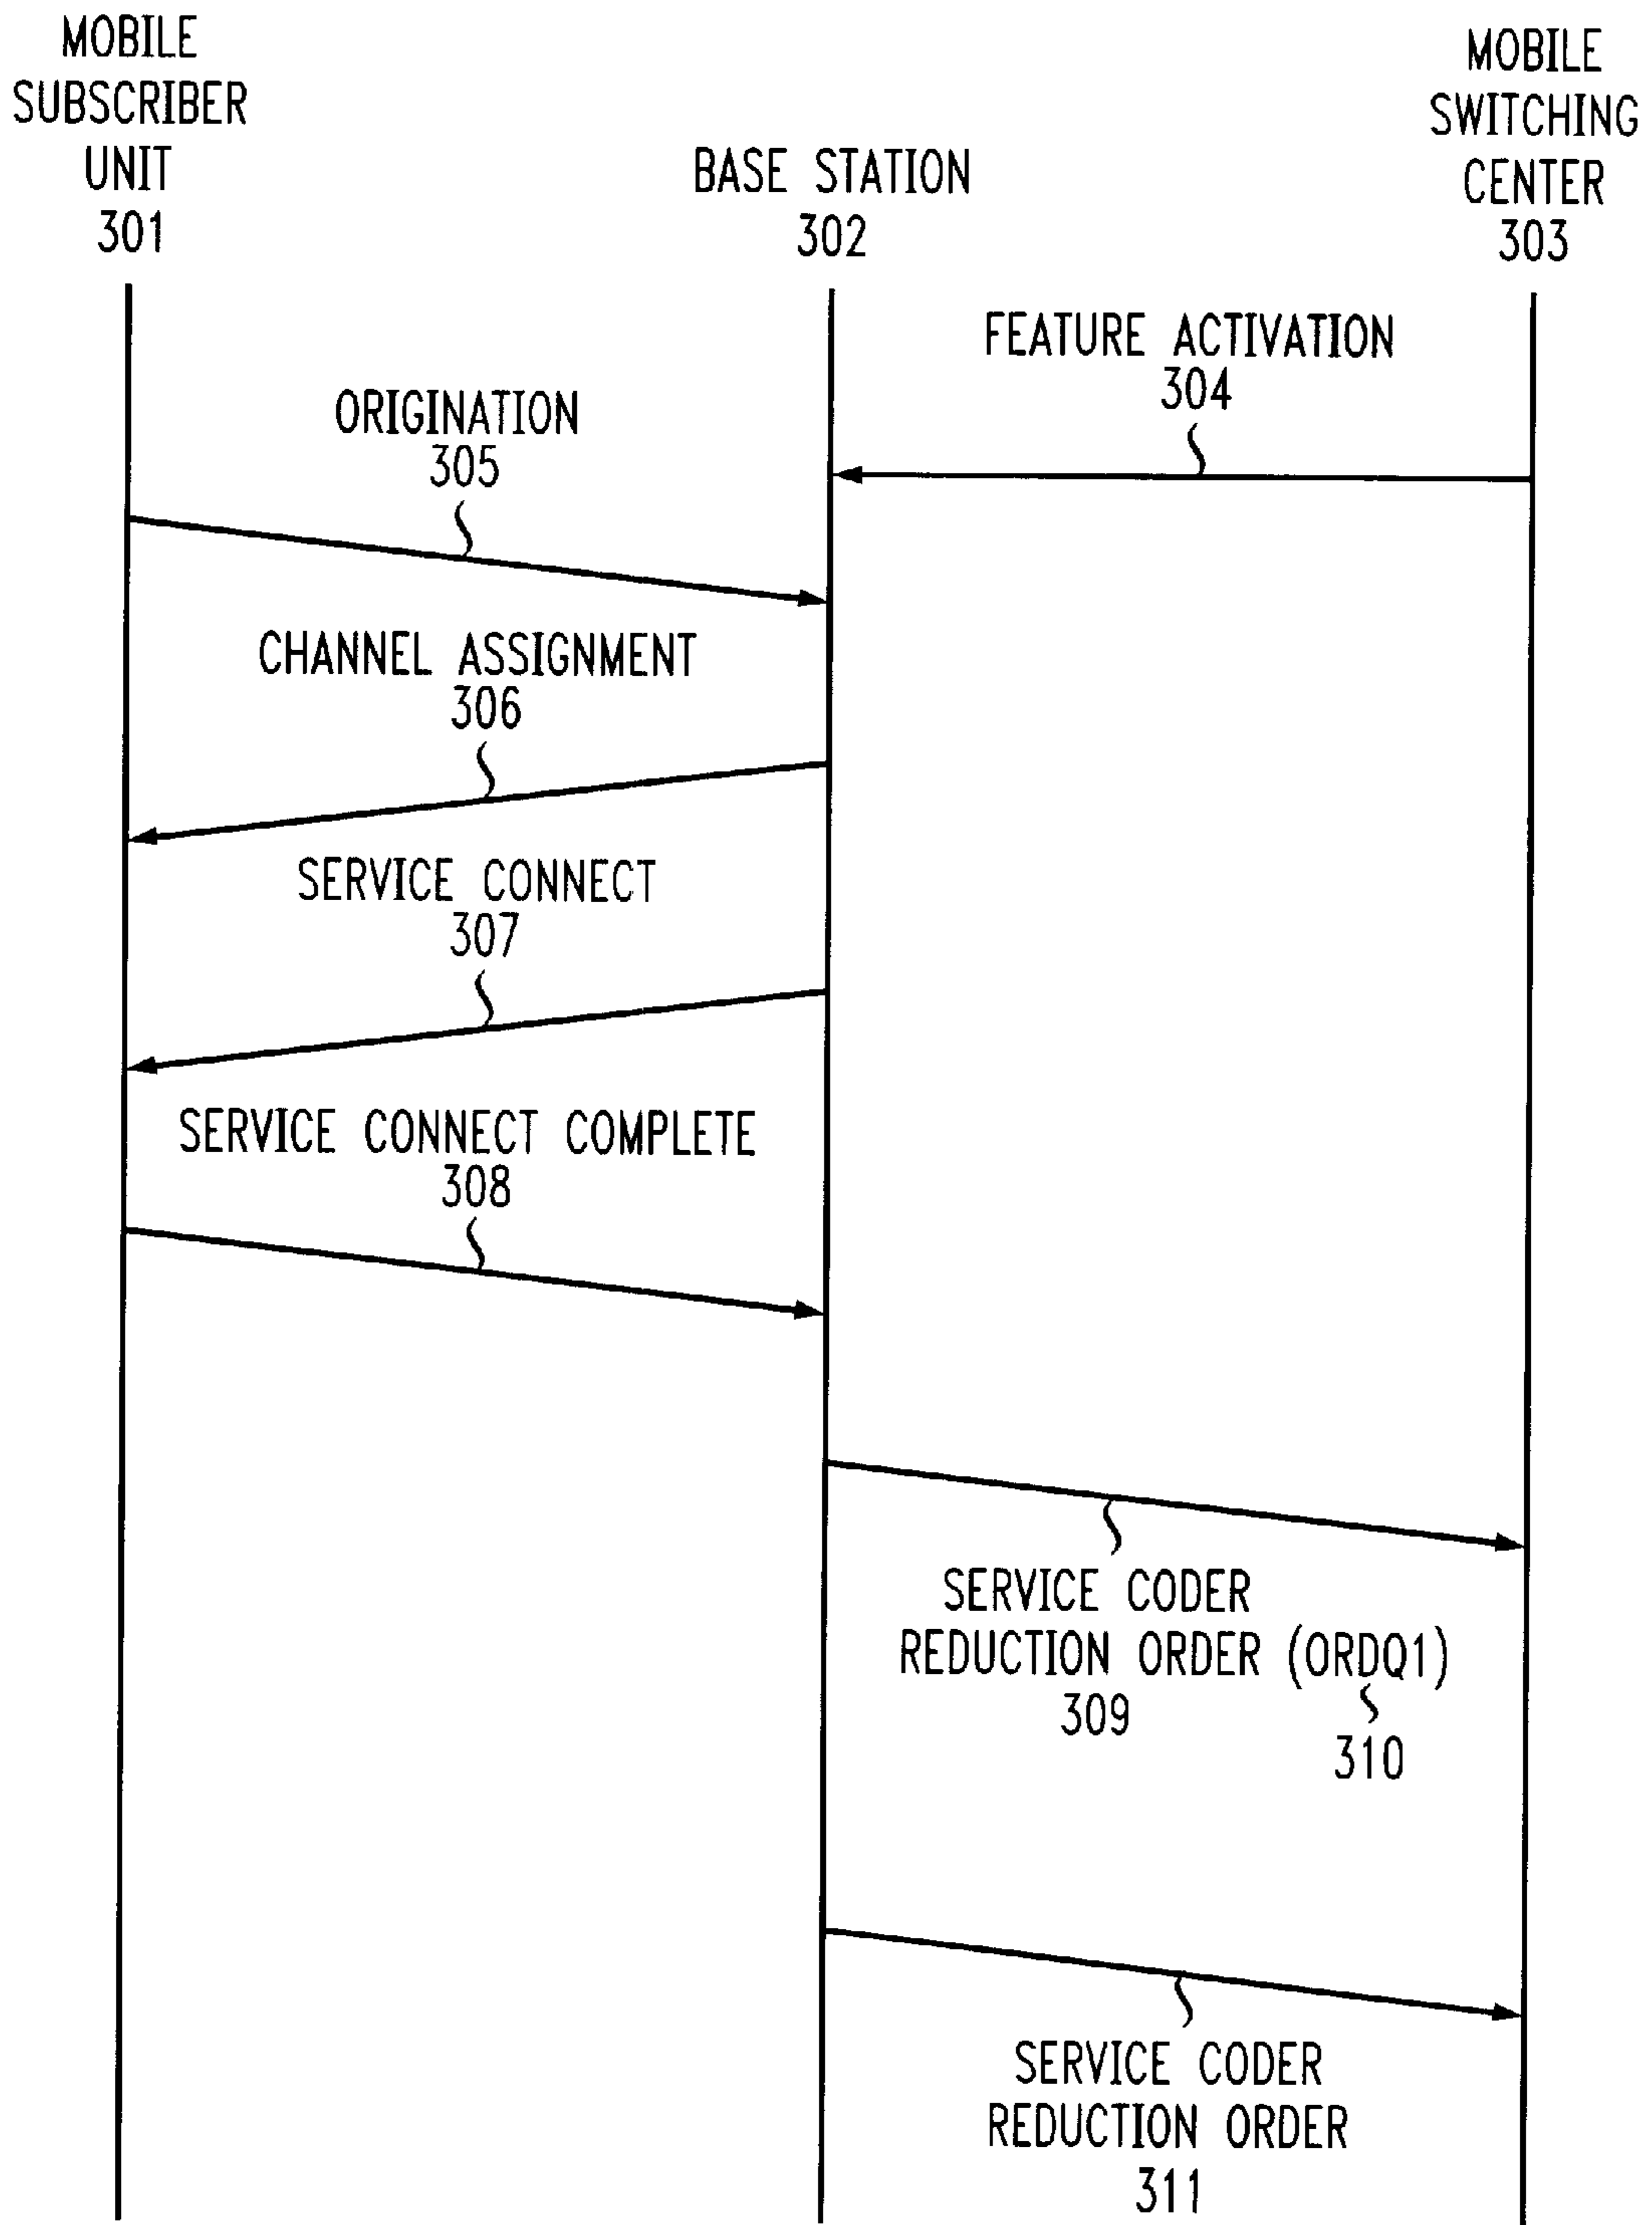 MOBILE
SUBSCRIBER
UNIT
301
BASE STATION
302
MOBILE
SWITCHING
CENTER
303
FEATURE ACTIVATION
304
ORIGINATION
305
CHANNEL ASSIGNMENT
306
SERVICE CONNECT
307
SERVICE CONNECT COMPLETE
308
SERVICE CODER
REDUCTION ORDER (ORDQ1)
309
310
SERVICE CODER
REDUCTION ORDER
311